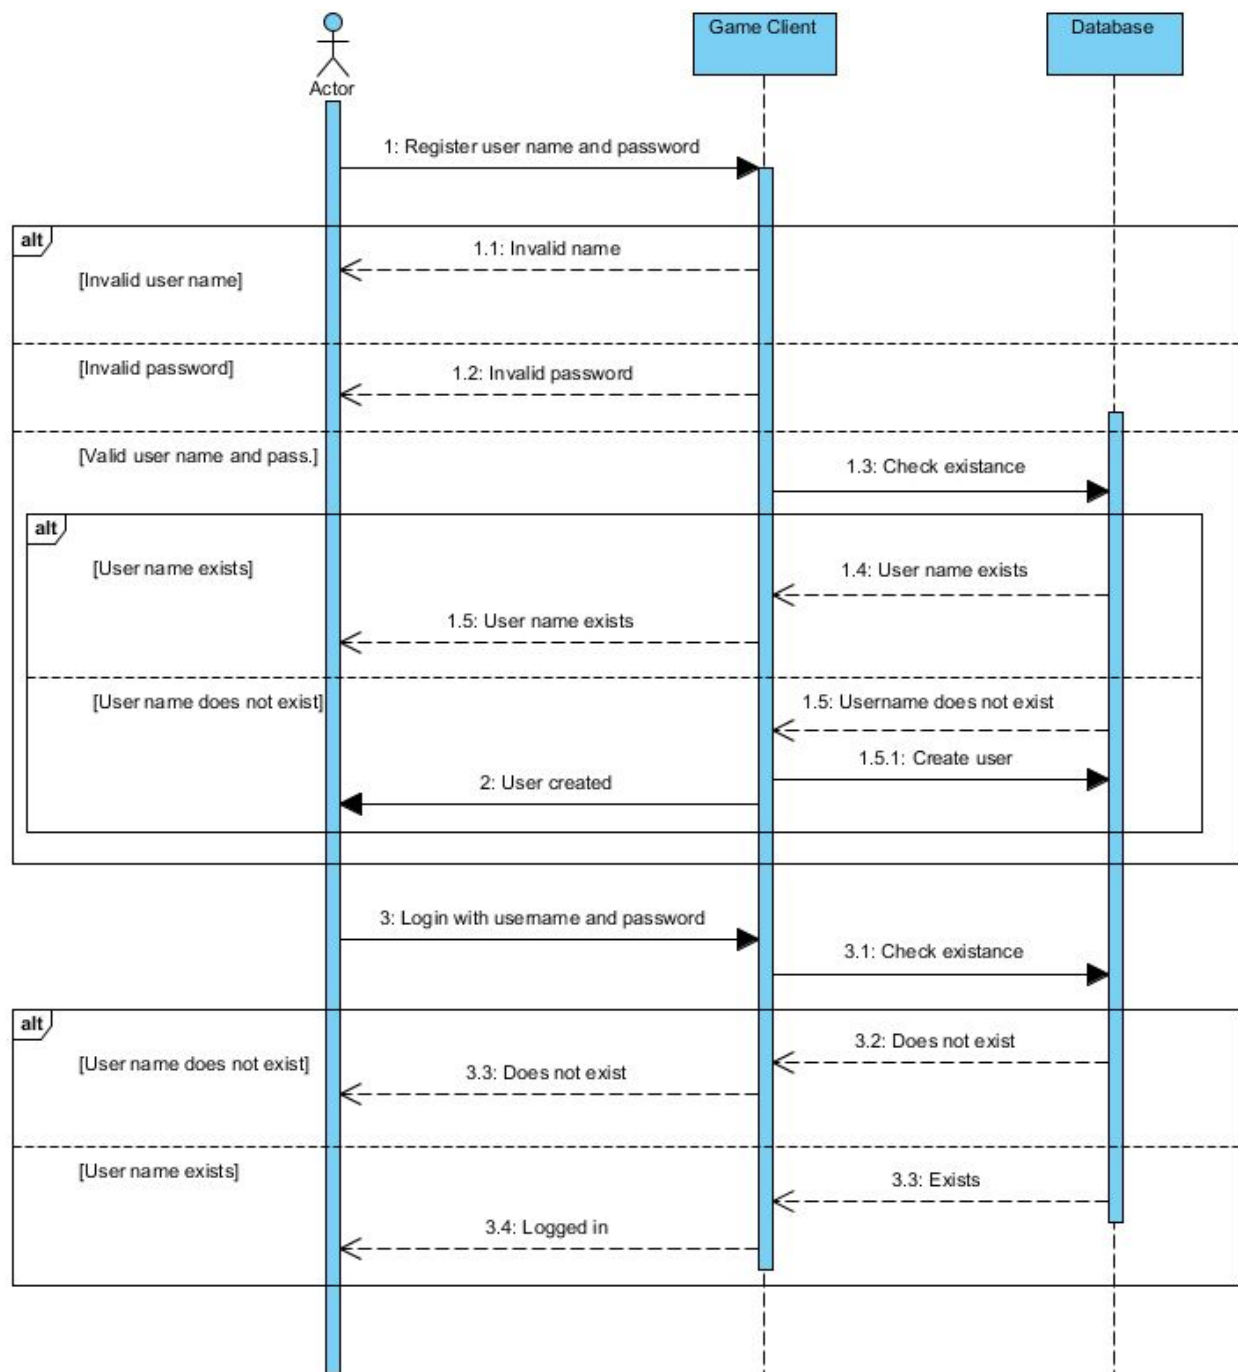 Game Client
Database
Actor
1: Register user name and password
alt
1.1: Invalid name
[Invalid user name]
[Invalid password]
1.2: Invalid password
[Valid user name and pass.]
1.3: Check existance
alt
[User name exists]
1.4: User name exists
1.5: User name exists
[User name does not exist]
1.5: Username does not exist
1.5.1: Create user
2: User created
3: Login with username and password
3.1: Check existance
alt
3.2: Does not exist
[User name does not exist]
3.3: Does not exist
[User name exists]
3.3: Exists
3.4: Logged in